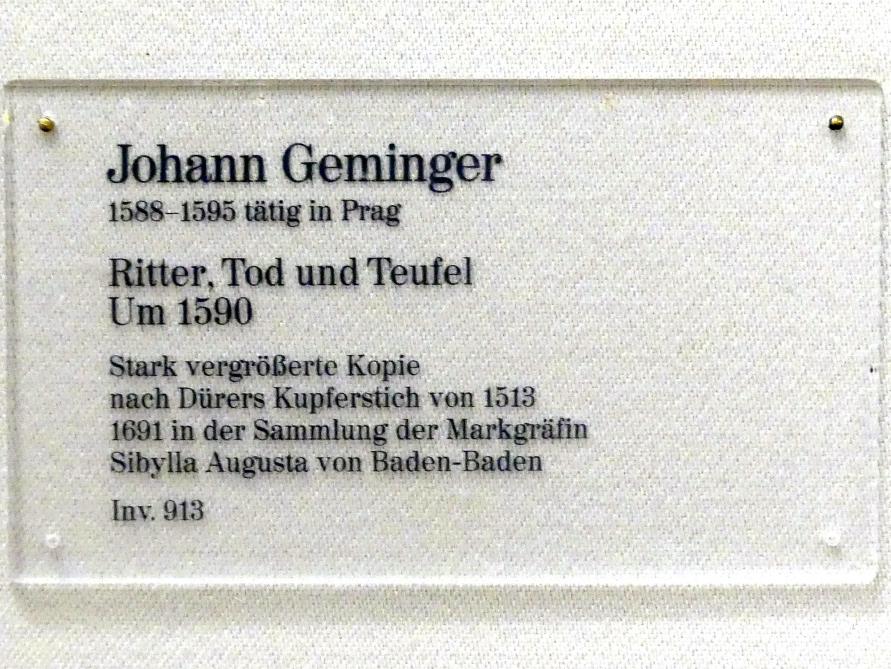 Johann Geminger
1588–1595 tätig in Prag
Ritter, Tod und Teufel
Um 1590
Stark vergrößerte Kopie
nach Dürers Kupferstich von 1513
1691 in der Sammlung der Markgräfin
Sibylla Augusta von Baden-Baden
Inv. 913